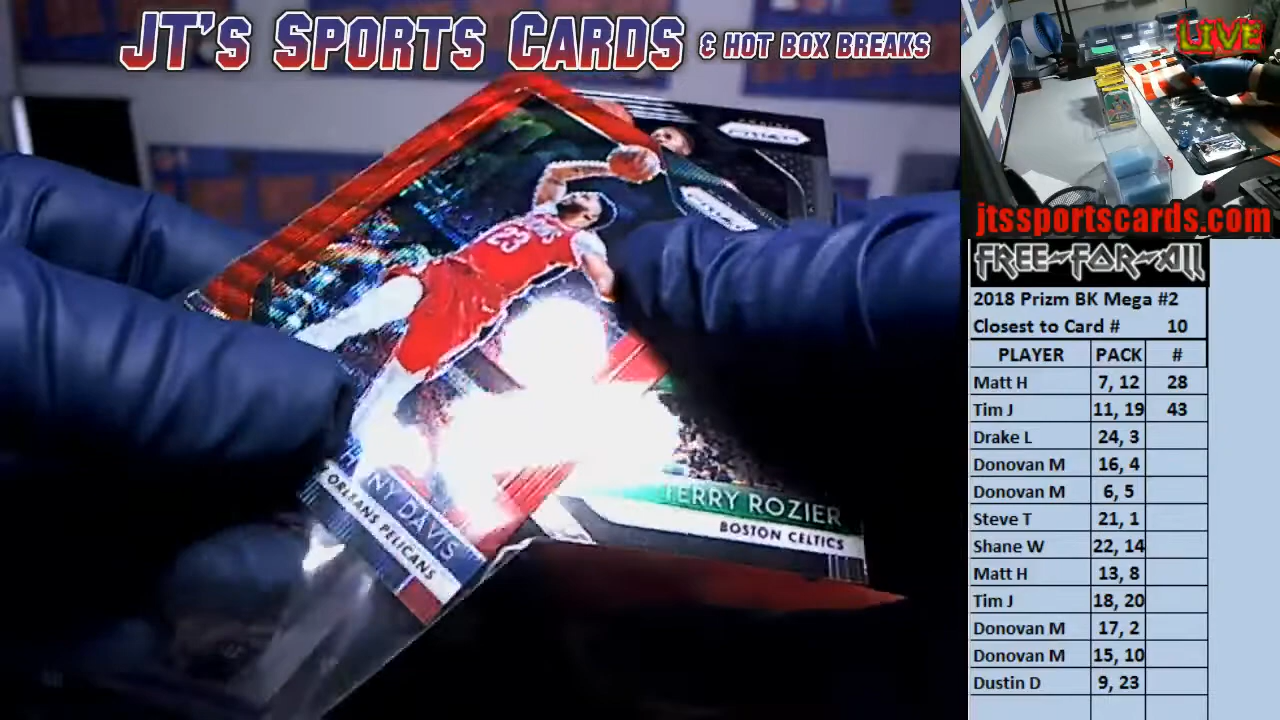 JT'S SPORTS CARDS & HOT BOX BREAKS
LIVE
jtssportscards.com
FREE-FOR-ALL
2018 Prizm BK Mega #2
Closest to Card # 10
PLAYER PACK #
Matt H 7, 12 28
Tim J 11, 19 43
Drake L 24, 3
Donovan M 16, 4
Donovan M 6, 5
Steve T 21, 1
Shane W 22, 14
Matt H 13, 8
Tim J 18, 20
Donovan M 17, 2
Donovan M 15, 10
Dustin D 9, 23
PRIZM
PRIZM
23
NY DAVIS
ORLEANS PELICANS
TERRY ROZIER
BOSTON CELTICS